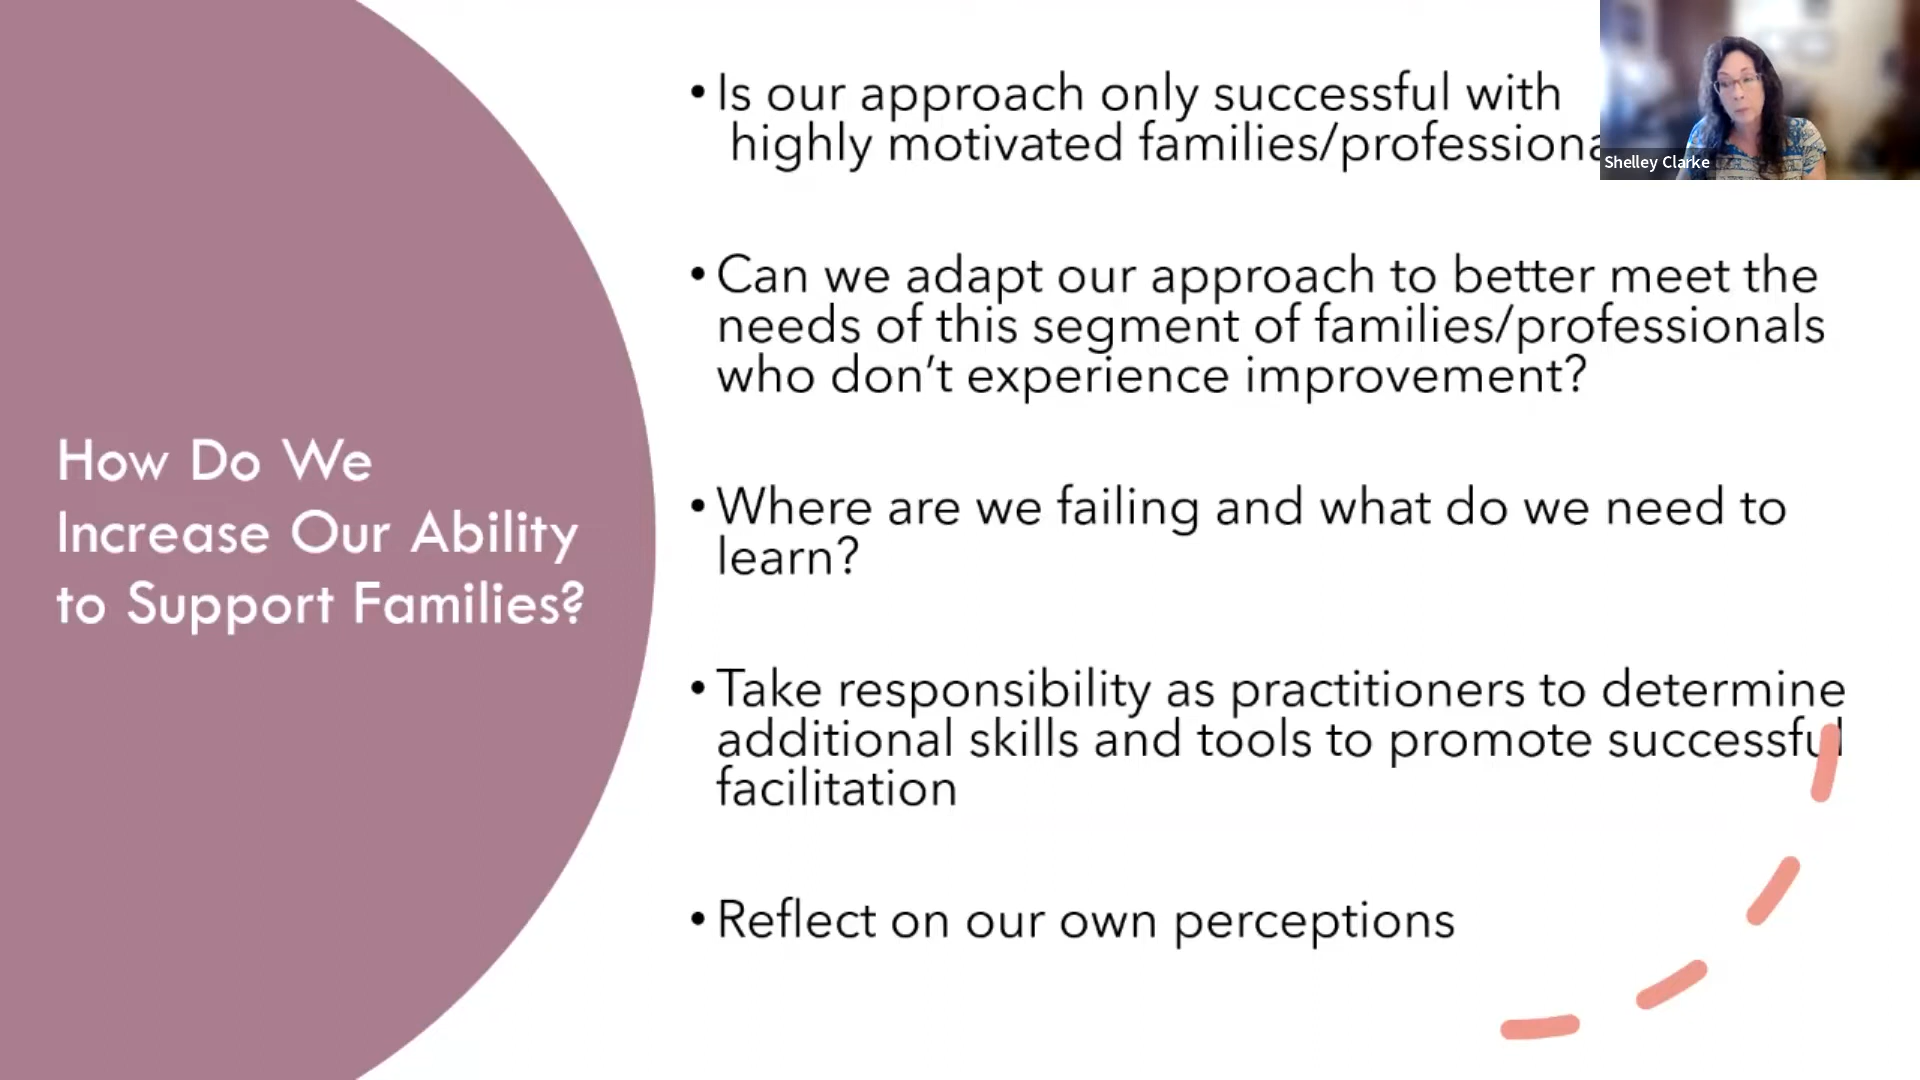 How Do We
Increase Our Ability
to Support Families?
• Is our approach only successful with
highly motivated families/professiona
• Can we adapt our approach to better meet the
needs of this segment of families/professionals
who don’t experience improvement?
• Where are we failing and what do we need to
learn?
• Take responsibility as practitioners to determine
additional skills and tools to promote successful
facilitation
• Reflect on our own perceptions
Shelley Clarke